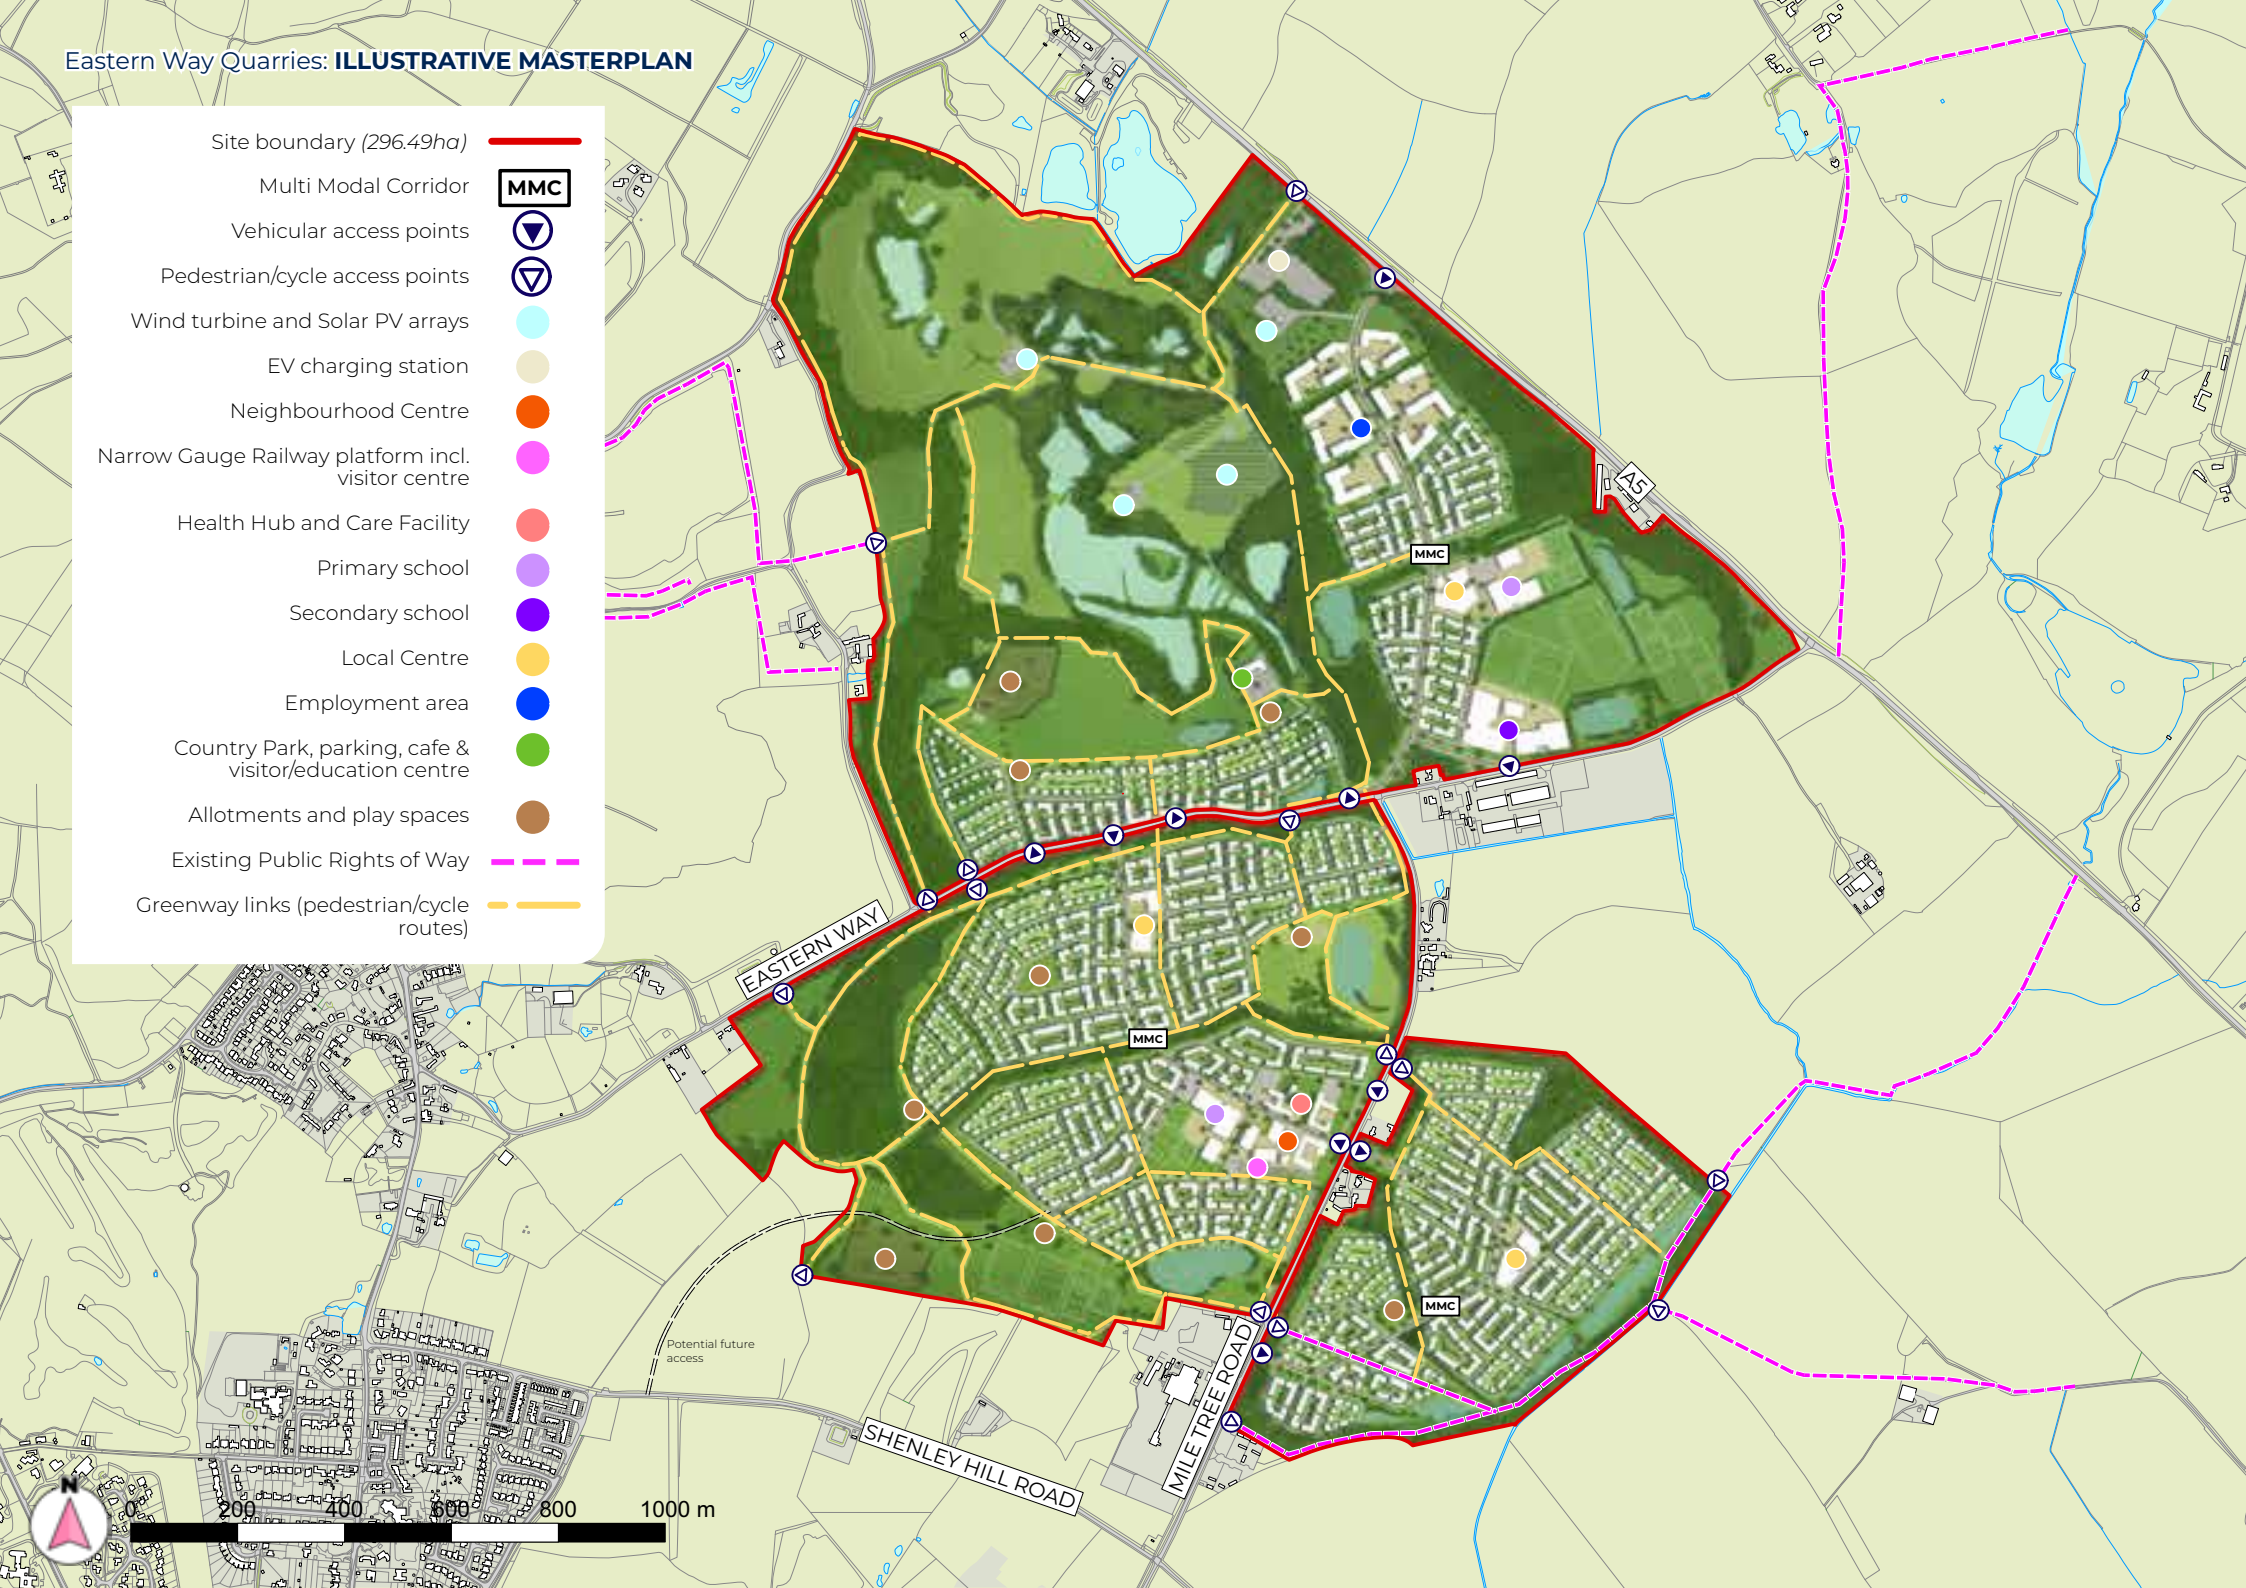 Eastern Way Quarries: ILLUSTRATIVE MASTERPLAN
Site boundary (296.49ha)
Multi Modal Corridor
MMC
Vehicular access points
Pedestrian/cycle access points
Wind turbine and Solar PV arrays
EV charging station
Neighbourhood Centre
Narrow Gauge Railway platform incl.
visitor centre
Health Hub and Care Facility
Primary school
Secondary school
Local Centre
Employment area
Country Park, parking, cafe &
visitor/education centre
Allotments and play spaces
Existing Public Rights of Way
Greenway links (pedestrian/cycle
routes)
A5
MMC
EASTERN WAY
MMC
MMC
Potential future
access
MILE TREE ROAD
SHENLEY HILL ROAD
N
0 200 400 600 800 1000 m